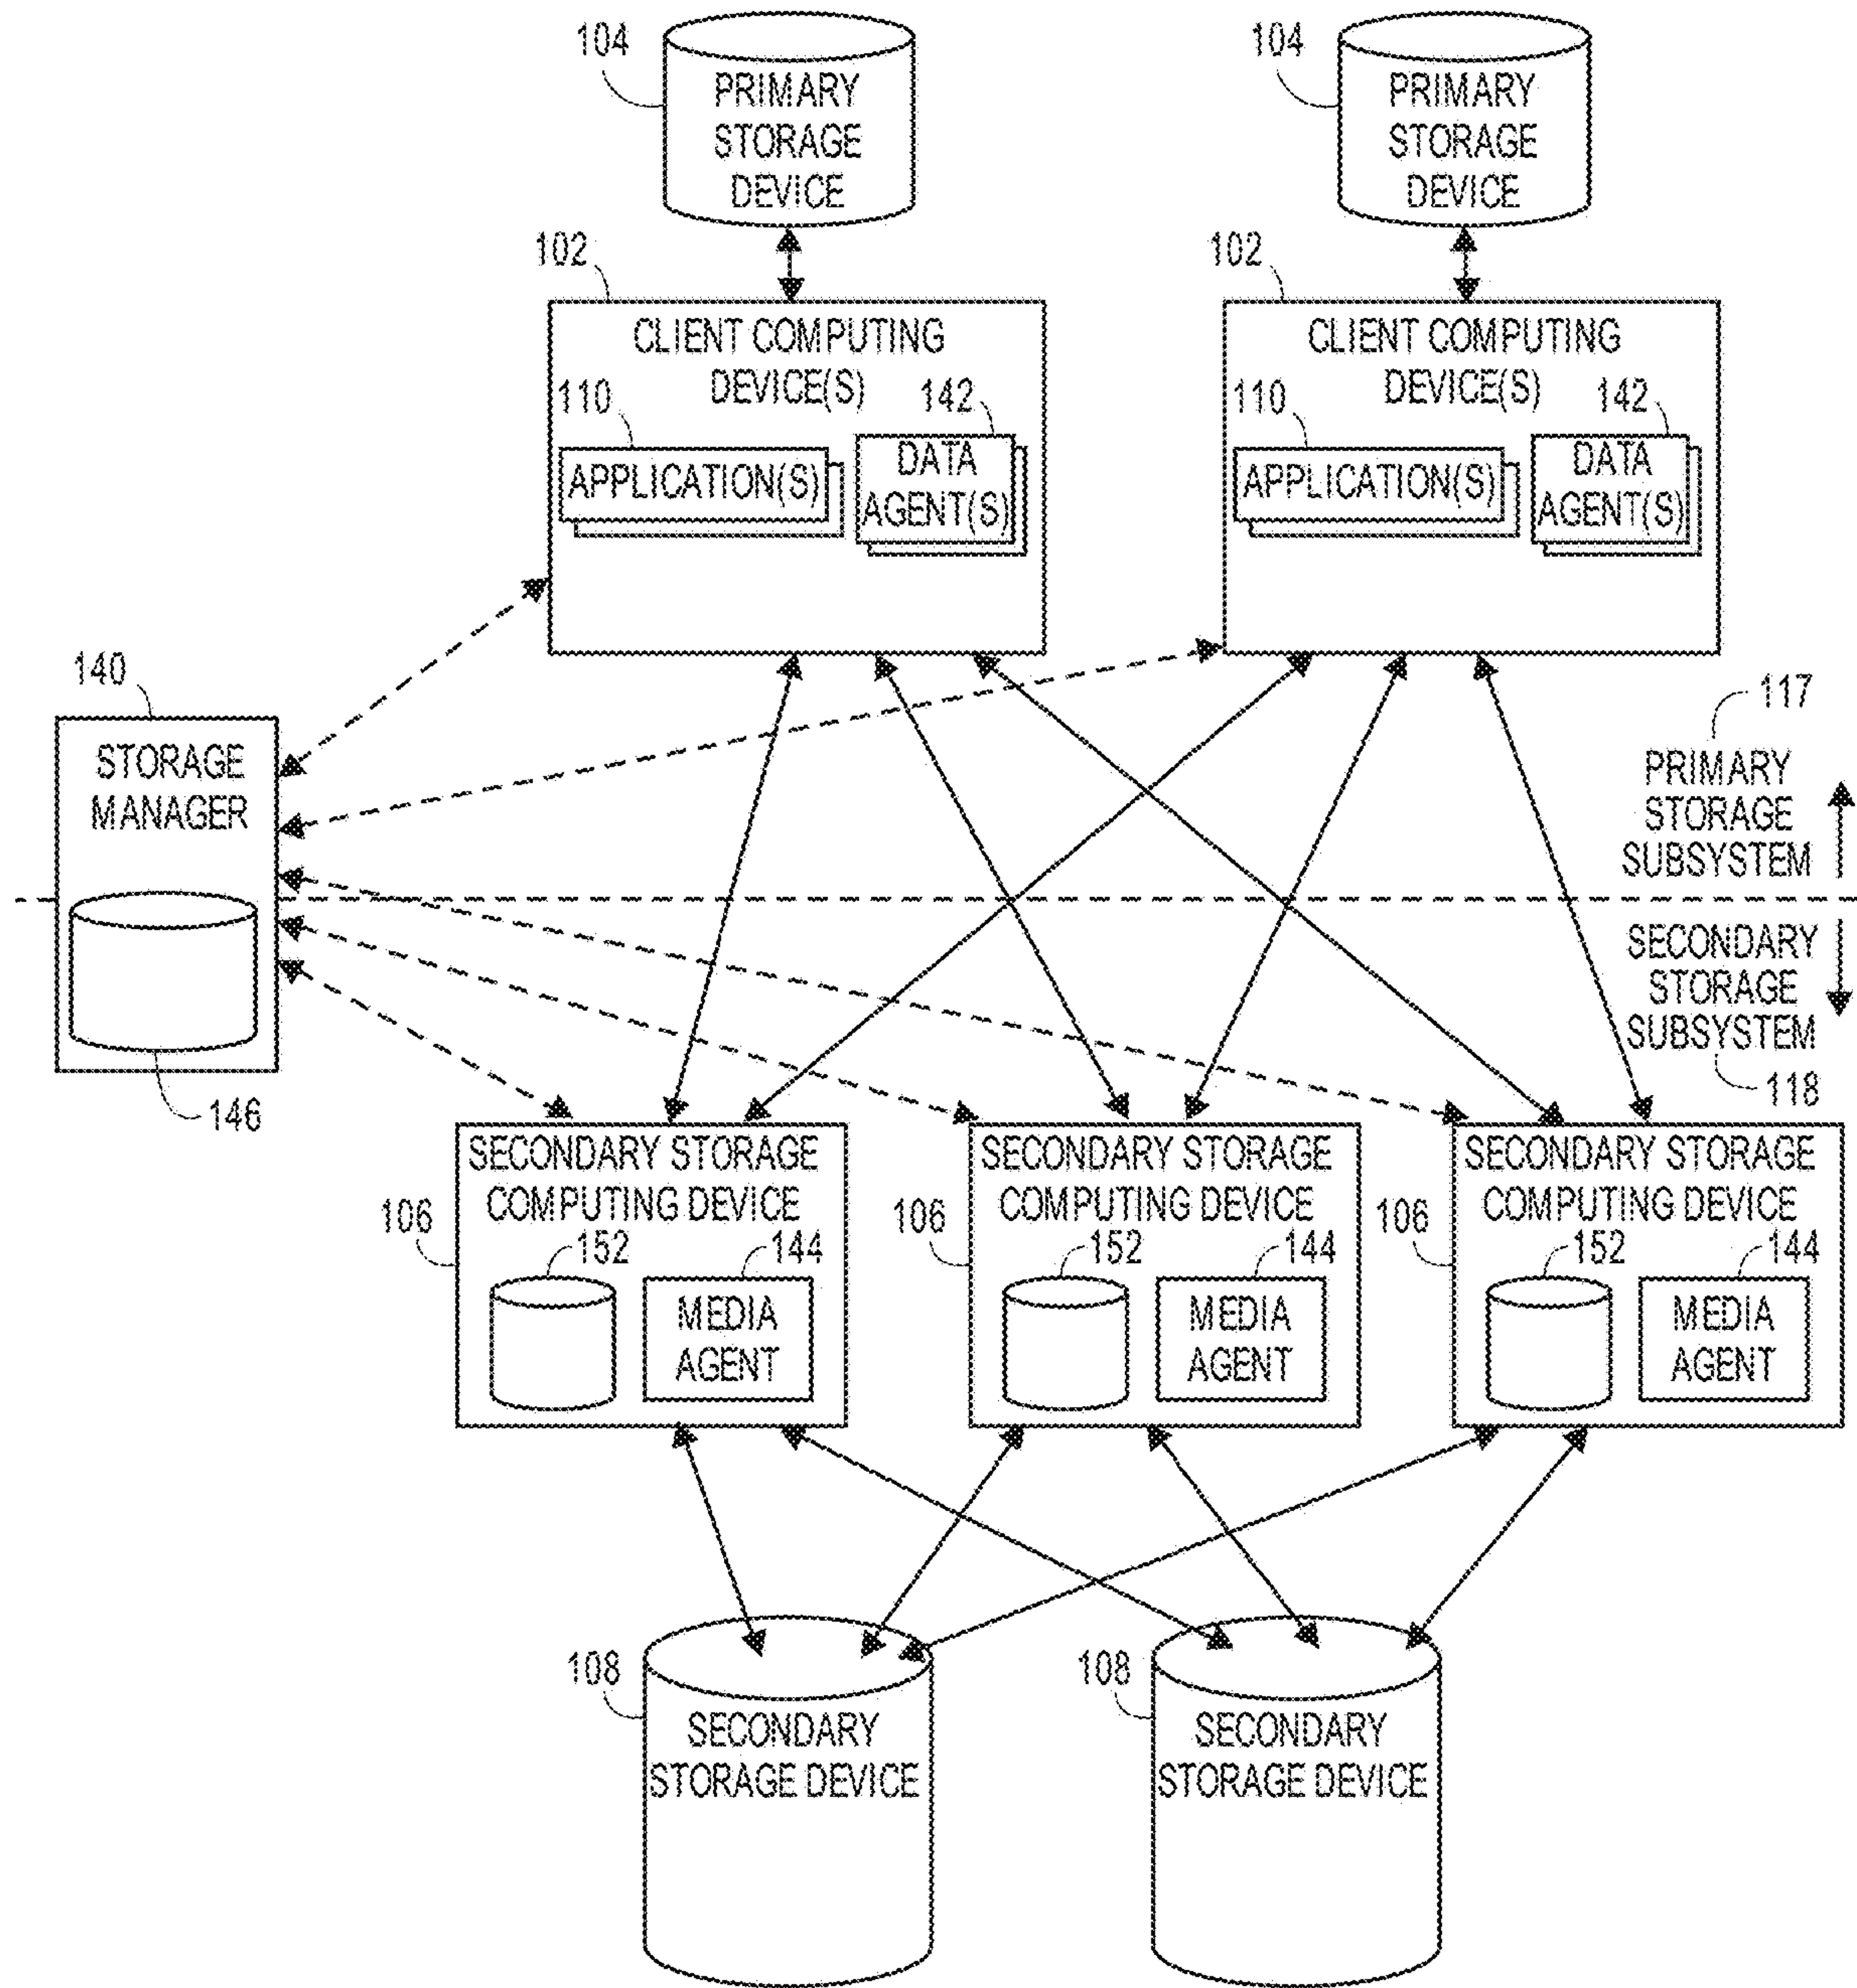 104
PRIMARY
STORAGE
DEVICE
104
PRIMARY
STORAGE
DEVICE
102
CLIENT COMPUTING
DEVICE(S)
110
142
APPLICATION(S)
DATA
AGENT(S)
102
CLIENT COMPUTING
DEVICE(S)
110
142
APPLICATION(S)
DATA
AGENT(S)
140
STORAGE
MANAGER
146
117
PRIMARY
STORAGE
SUBSYSTEM
SECONDARY
STORAGE
SUBSYSTEM
118
106
SECONDARY STORAGE
COMPUTING DEVICE
152
144
MEDIA
AGENT
106
SECONDARY STORAGE
COMPUTING DEVICE
152
144
MEDIA
AGENT
106
SECONDARY STORAGE
COMPUTING DEVICE
152
144
MEDIA
AGENT
108
SECONDARY
STORAGE DEVICE
108
SECONDARY
STORAGE DEVICE